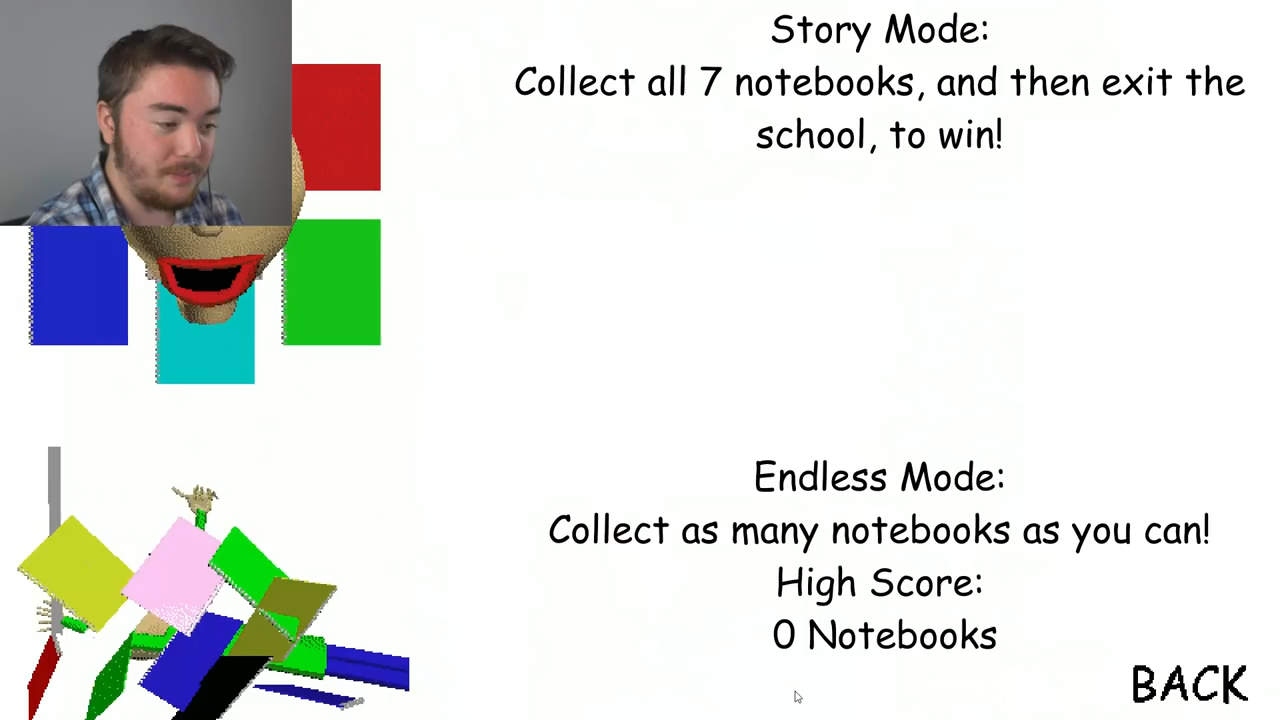 Story Mode:
Collect all 7 notebooks, and then exit the
school, to win!
Endless Mode:
Collect as many notebooks as you can!
High Score:
0 Notebooks
BACK